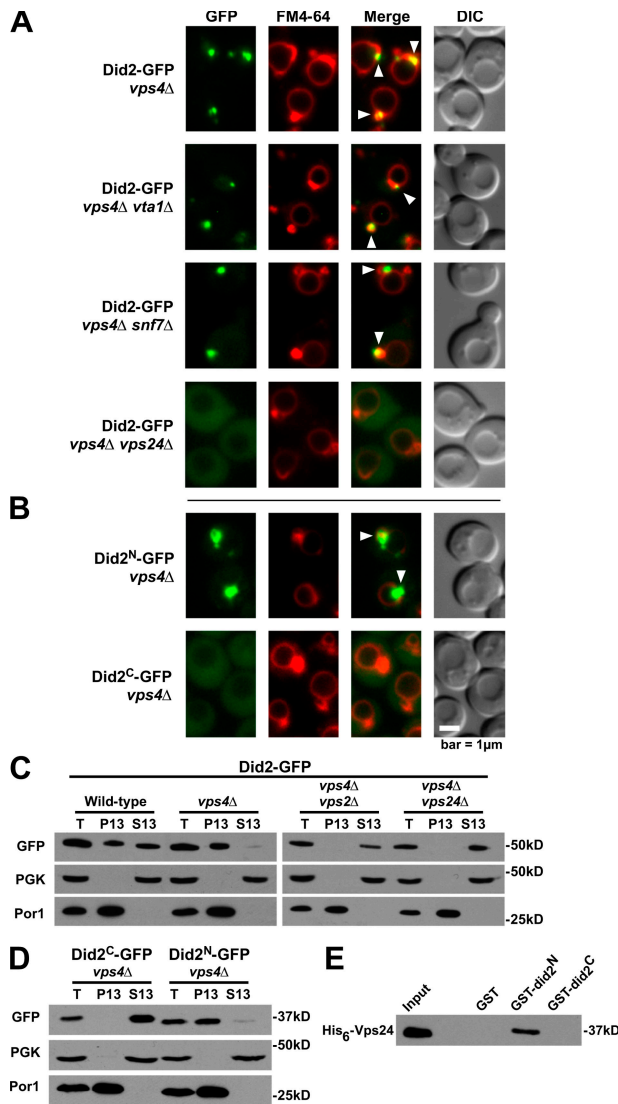 A
GFP FM4-64 Merge DIC
Did2-GFP
vps4Δ
Did2-GFP
vps4Δ vta1Δ
Did2-GFP
vps4Δ snf7Δ
Did2-GFP
vps4Δ vps24Δ
B
Did2ᴺ-GFP
vps4Δ
Did2ᶜ-GFP
vps4Δ
bar = 1µm
C
Did2-GFP
Wild-type vps4Δ vps4Δ vps2Δ vps4Δ vps24Δ
T P13 S13 T P13 S13 T P13 S13 T P13 S13
GFP -50kD
PGK -50kD
Por1 -25kD
D
Did2ᶜ-GFP Did2ᴺ-GFP
vps4Δ vps4Δ
T P13 S13 T P13 S13
GFP -37kD
PGK -50kD
Por1 -25kD
E
Input GST GST-did2ᴺ GST-did2ᶜ
His₆-Vps24 -37kD